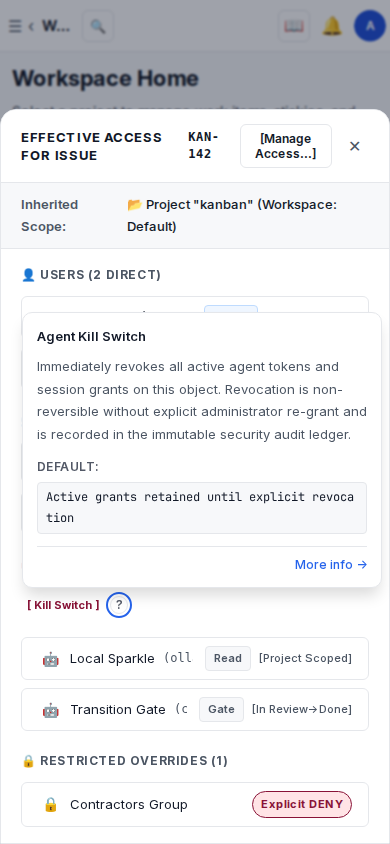 ☰ ‹ W... 🔍 📖 🔔 A
Workspace Home
EFFECTIVE ACCESS
FOR ISSUE
KAN-
142
[Manage
Access...]
✕
Inherited
Scope:
📂 Project "kanban" (Workspace:
Default)
👤 USERS (2 DIRECT)
Agent Kill Switch
Immediately revokes all active agent tokens and
session grants on this object. Revocation is non-
reversible without explicit administrator re-grant and
is recorded in the immutable security audit ledger.
DEFAULT:
Active grants retained until explicit revoca
tion
More info →
[ Kill Switch ] ?
🤖 Local Sparkle (oll Read [Project Scoped]
🤖 Transition Gate (c Gate [In Review→Done]
🔒 RESTRICTED OVERRIDES (1)
🔒 Contractors Group Explicit DENY